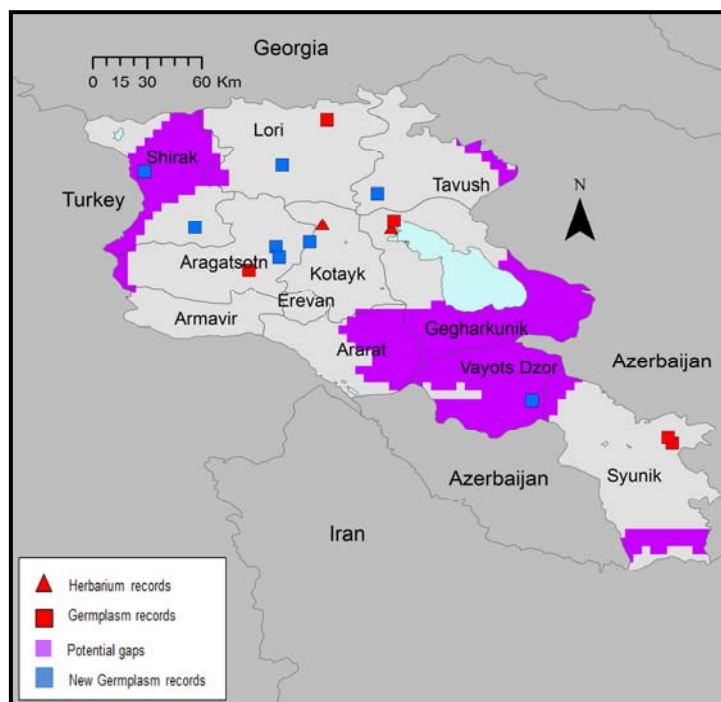 Georgia
0 15 30 60 Km
Lori
Shirak
Tavush
N
Turkey
Aragatsotn
Kotayk
Erevan
Armavir
Gegharkunik
Ararat
Vayots Dzor
Azerbaijan
Azerbaijan
Syunik
Iran
Herbarium records
Germplasm records
Potential gaps
New Germplasm records